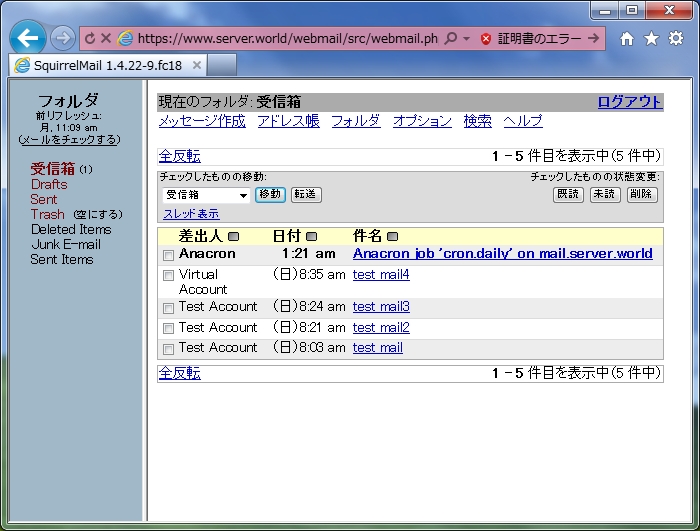 https://www.server.world/webmail/src/webmail.ph
証明書のエラー
SquirrelMail 1.4.22-9.fc18
フォルダ
前リフレッシュ:
月, 11:09 am
(メールをチェックする)
受信箱 (1)
Drafts
Sent
Trash (空にする)
Deleted Items
Junk E-mail
Sent Items
現在のフォルダ: 受信箱 ログアウト
メッセージ作成 アドレス帳 フォルダ オプション 検索 ヘルプ
全反転 1 - 5 件目を表示中(5 件中)
チェックしたものの移動: チェックしたものの状態変更:
受信箱 移動 転送 既読 未読 削除
スレッド表示
差出人 日付 件名
Anacron 1:21 am Anacron job 'cron.daily' on mail.server.world
Virtual Account (日)8:35 am test mail4
Test Account (日)8:24 am test mail3
Test Account (日)8:21 am test mail2
Test Account (日)8:03 am test mail
全反転 1 - 5 件目を表示中(5 件中)